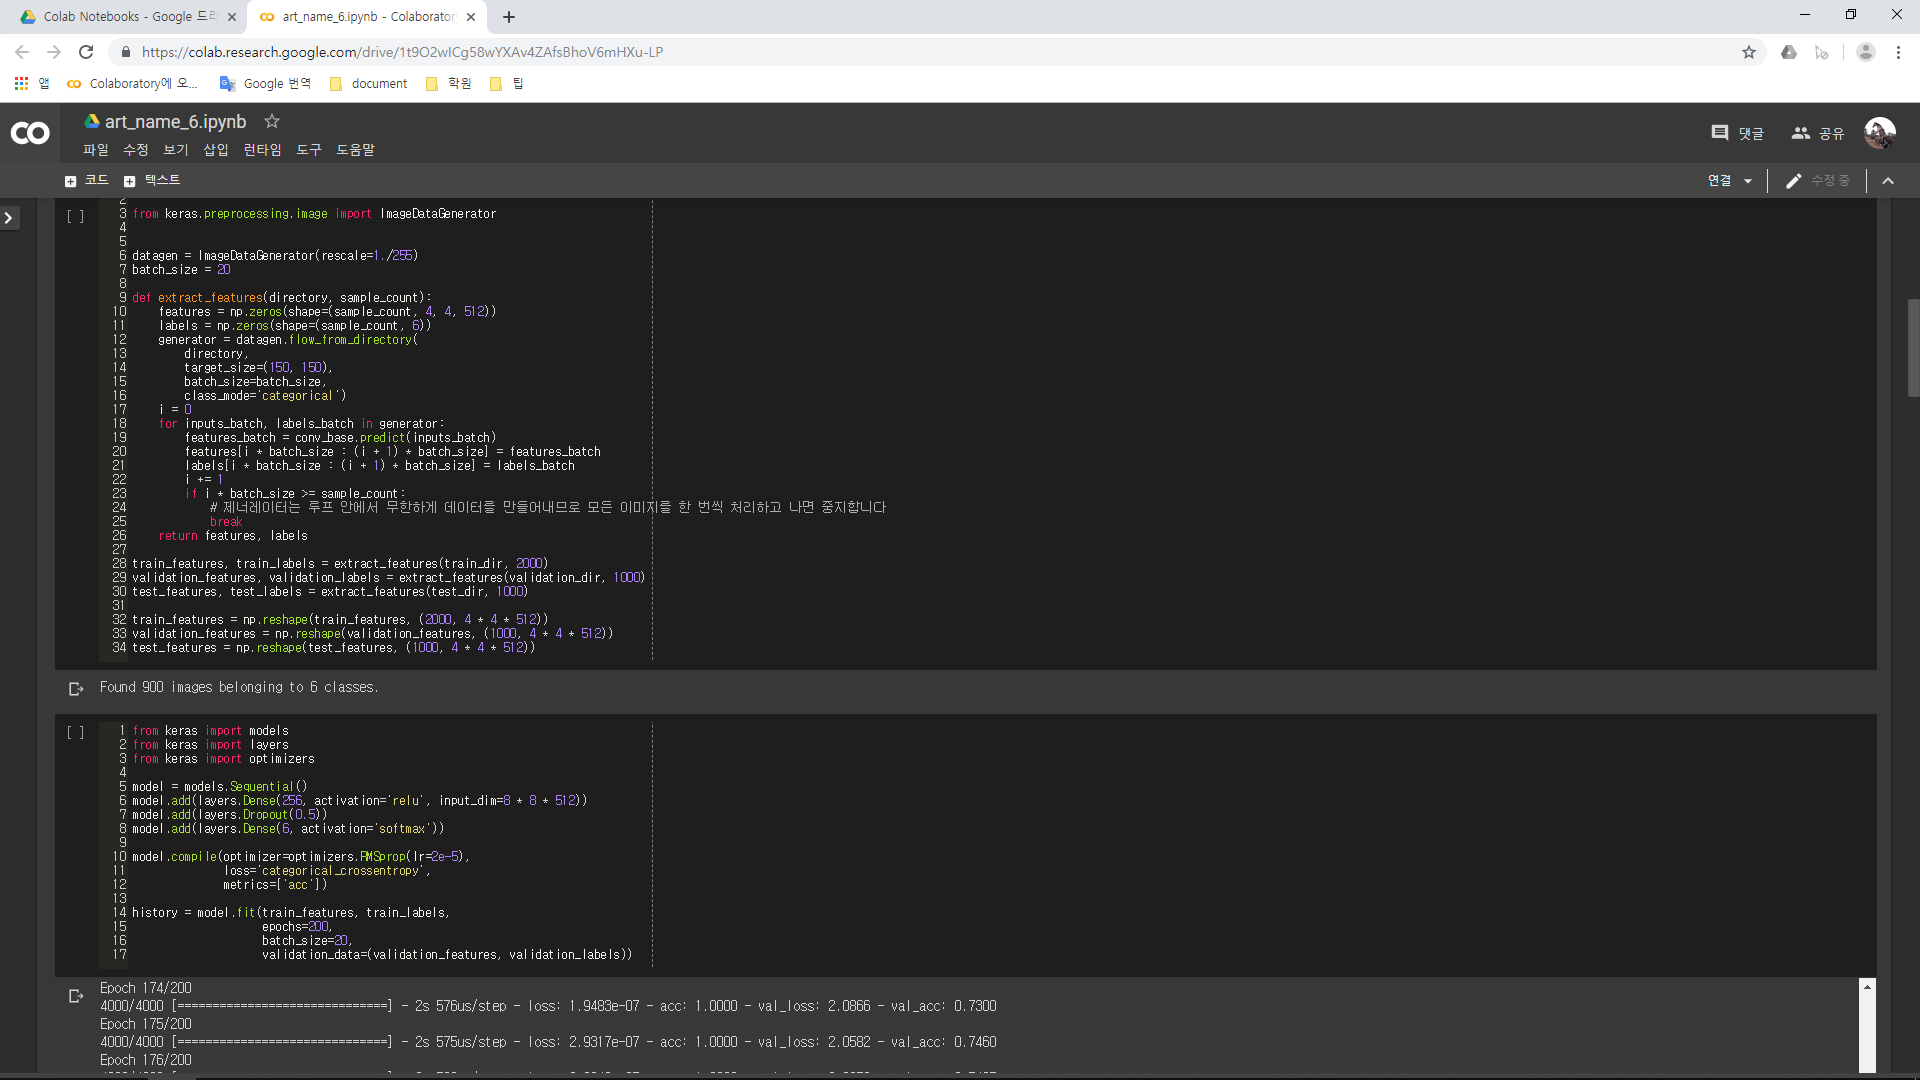 Colab Notebooks - Google 드라
art_name_6.ipynb - Colaborator
https://colab.research.google.com/drive/1t9O2wICg58wYXAv4ZAfsBhoV6mHXu-LP
앱
Colaboratory에 오...
Google 번역
document
학원
팁
CO
art_name_6.ipynb
댓글
공유
파일 수정 보기 삽입 런타임 도구 도움말
코드 텍스트
연결
수정 중
2
[ ]
3 from keras.preprocessing.image import ImageDataGenerator
4
5
6 datagen = ImageDataGenerator(rescale=1./255)
7 batch_size = 20
8
9 def extract_features(directory, sample_count):
10 features = np.zeros(shape=(sample_count, 4, 4, 512))
11 labels = np.zeros(shape=(sample_count, 6))
12 generator = datagen.flow_from_directory(
13 directory,
14 target_size=(150, 150),
15 batch_size=batch_size,
16 class_mode='categorical')
17 i = 0
18 for inputs_batch, labels_batch in generator:
19 features_batch = conv_base.predict(inputs_batch)
20 features[i * batch_size : (i + 1) * batch_size] = features_batch
21 labels[i * batch_size : (i + 1) * batch_size] = labels_batch
22 i += 1
23 if i * batch_size >= sample_count:
24 # 제너레이터는 루프 안에서 무한하게 데이터를 만들어내므로 모든 이미지를 한 번씩 처리하고 나면 중지합니다
25 break
26 return features, labels
27
28 train_features, train_labels = extract_features(train_dir, 2000)
29 validation_features, validation_labels = extract_features(validation_dir, 1000)
30 test_features, test_labels = extract_features(test_dir, 1000)
31
32 train_features = np.reshape(train_features, (2000, 4 * 4 * 512))
33 validation_features = np.reshape(validation_features, (1000, 4 * 4 * 512))
34 test_features = np.reshape(test_features, (1000, 4 * 4 * 512))
Found 900 images belonging to 6 classes.
[ ]
1 from keras import models
2 from keras import layers
3 from keras import optimizers
4
5 model = models.Sequential()
6 model.add(layers.Dense(256, activation='relu', input_dim=8 * 8 * 512))
7 model.add(layers.Dropout(0.5))
8 model.add(layers.Dense(6, activation='softmax'))
9
10 model.compile(optimizer=optimizers.RMSprop(lr=2e-5),
11 loss='categorical_crossentropy',
12 metrics=['acc'])
13
14 history = model.fit(train_features, train_labels,
15 epochs=200,
16 batch_size=20,
17 validation_data=(validation_features, validation_labels))
Epoch 174/200
4000/4000 [==============================] - 2s 576us/step - loss: 1.9483e-07 - acc: 1.0000 - val_loss: 2.0866 - val_acc: 0.7300
Epoch 175/200
4000/4000 [==============================] - 2s 575us/step - loss: 2.9317e-07 - acc: 1.0000 - val_loss: 2.0582 - val_acc: 0.7460
Epoch 176/200